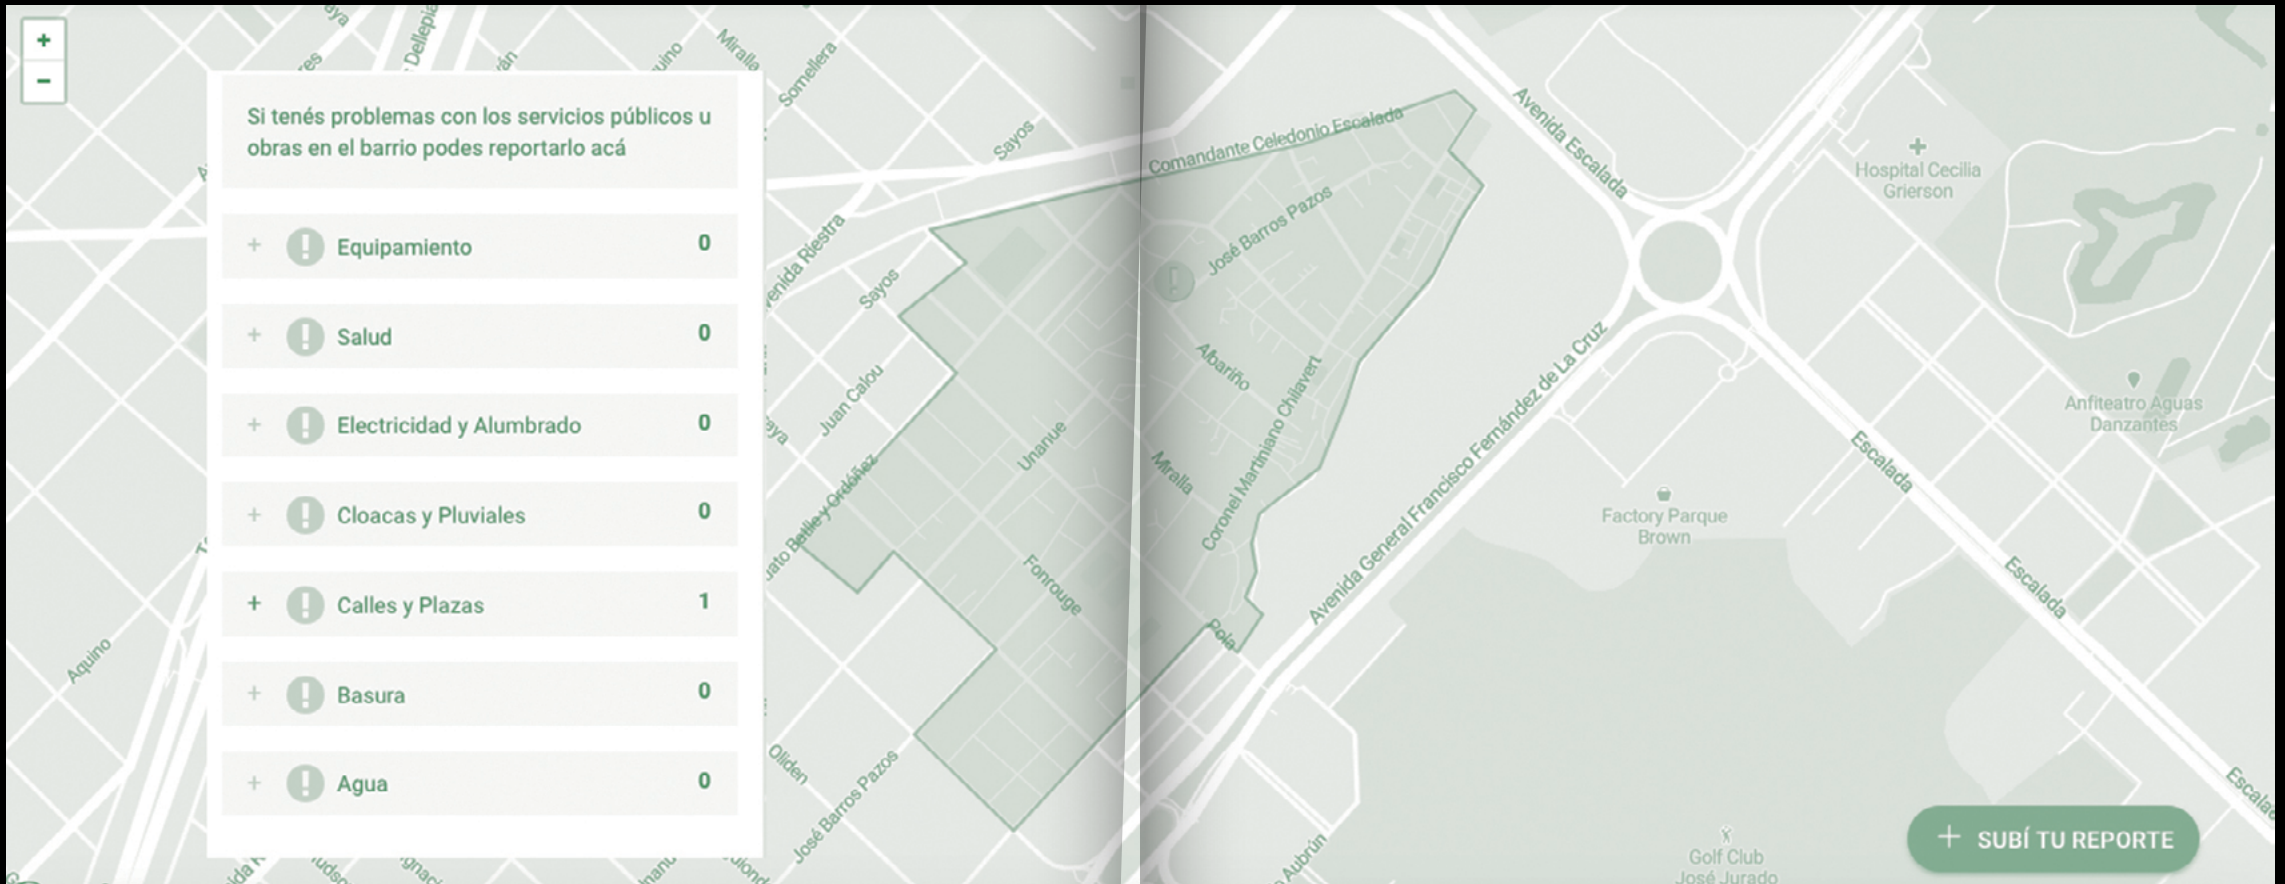 +
−
Si tenés problemas con los servicios públicos u
obras en el barrio podes reportarlo acá
+ ! Equipamiento 0
+ ! Salud 0
+ ! Electricidad y Alumbrado 0
+ ! Cloacas y Pluviales 0
+ ! Calles y Plazas 1
+ ! Basura 0
+ ! Agua 0
Miralla
Somellera
Sayos
Comandante Celedonio Escalada
Avenida Escalada
Hospital Cecilia
Grierson
José Barros Pazos
!
Sayos
Juan Calou
Albariño
Unanue
Miralla
Coronel Martiniano Chilavert
Avenida General Francisco Fernández de La Cruz
Anfiteatro Aguas
Danzantes
Escalada
Factory Parque
Brown
Batlle y Ordóñez
Fonrouge
Pola
Escalada
Aquino
Oliden
José Barros Pazos
Aubrún
Golf Club
José Jurado
+ SUBÍ TU REPORTE